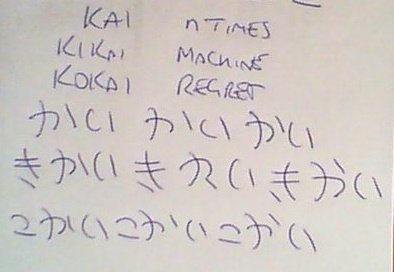 KAI n TIMES
KIKAI MACHINE
KOKAI REGRET
かい かい かい
きかい きかい きかい
こかい こかい こかい